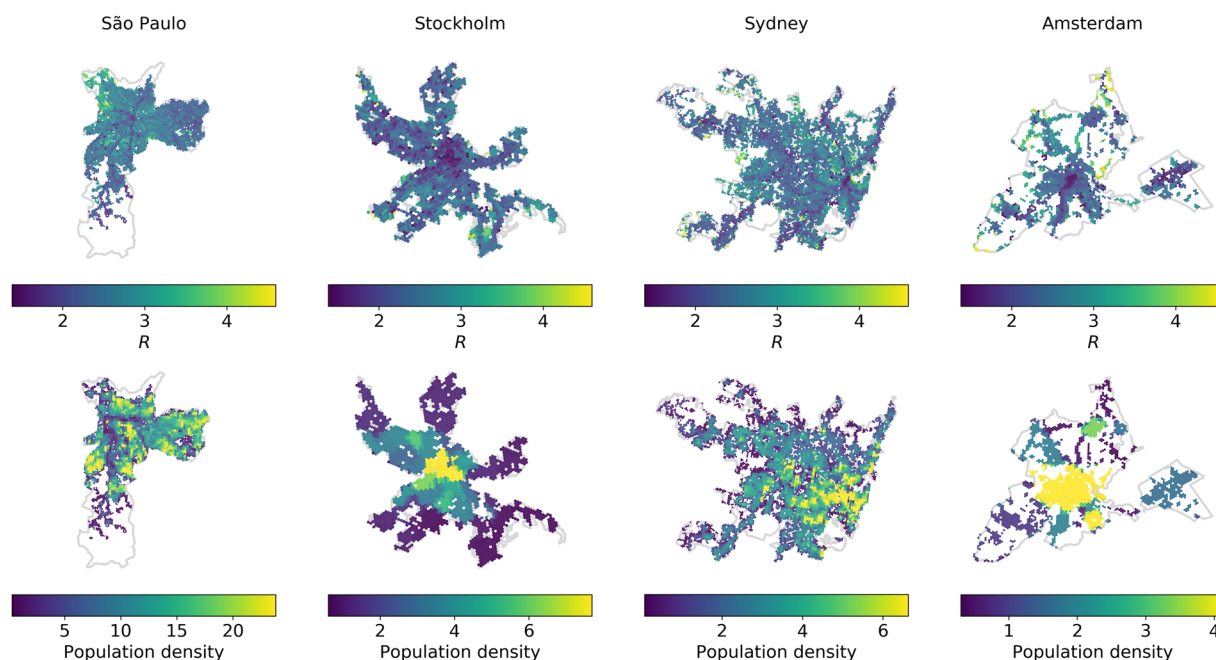 São Paulo Stockholm Sydney Amsterdam
2 3 4 2 3 4 2 3 4 2 3 4
R R R R
5 10 15 20 2 4 6 2 4 6 1 2 3 4
Population density Population density Population density Population density